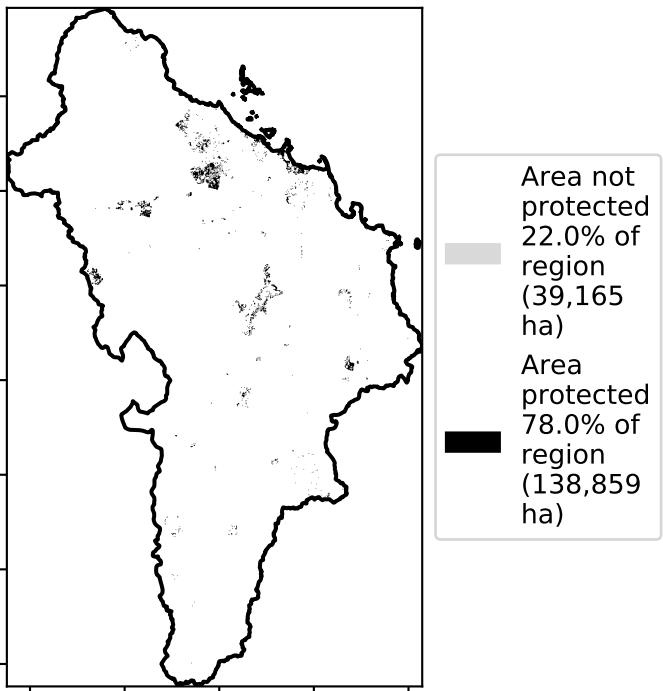 Area not
protected
22.0% of
region
(39,165
ha)
Area
protected
78.0% of
region
(138,859
ha)